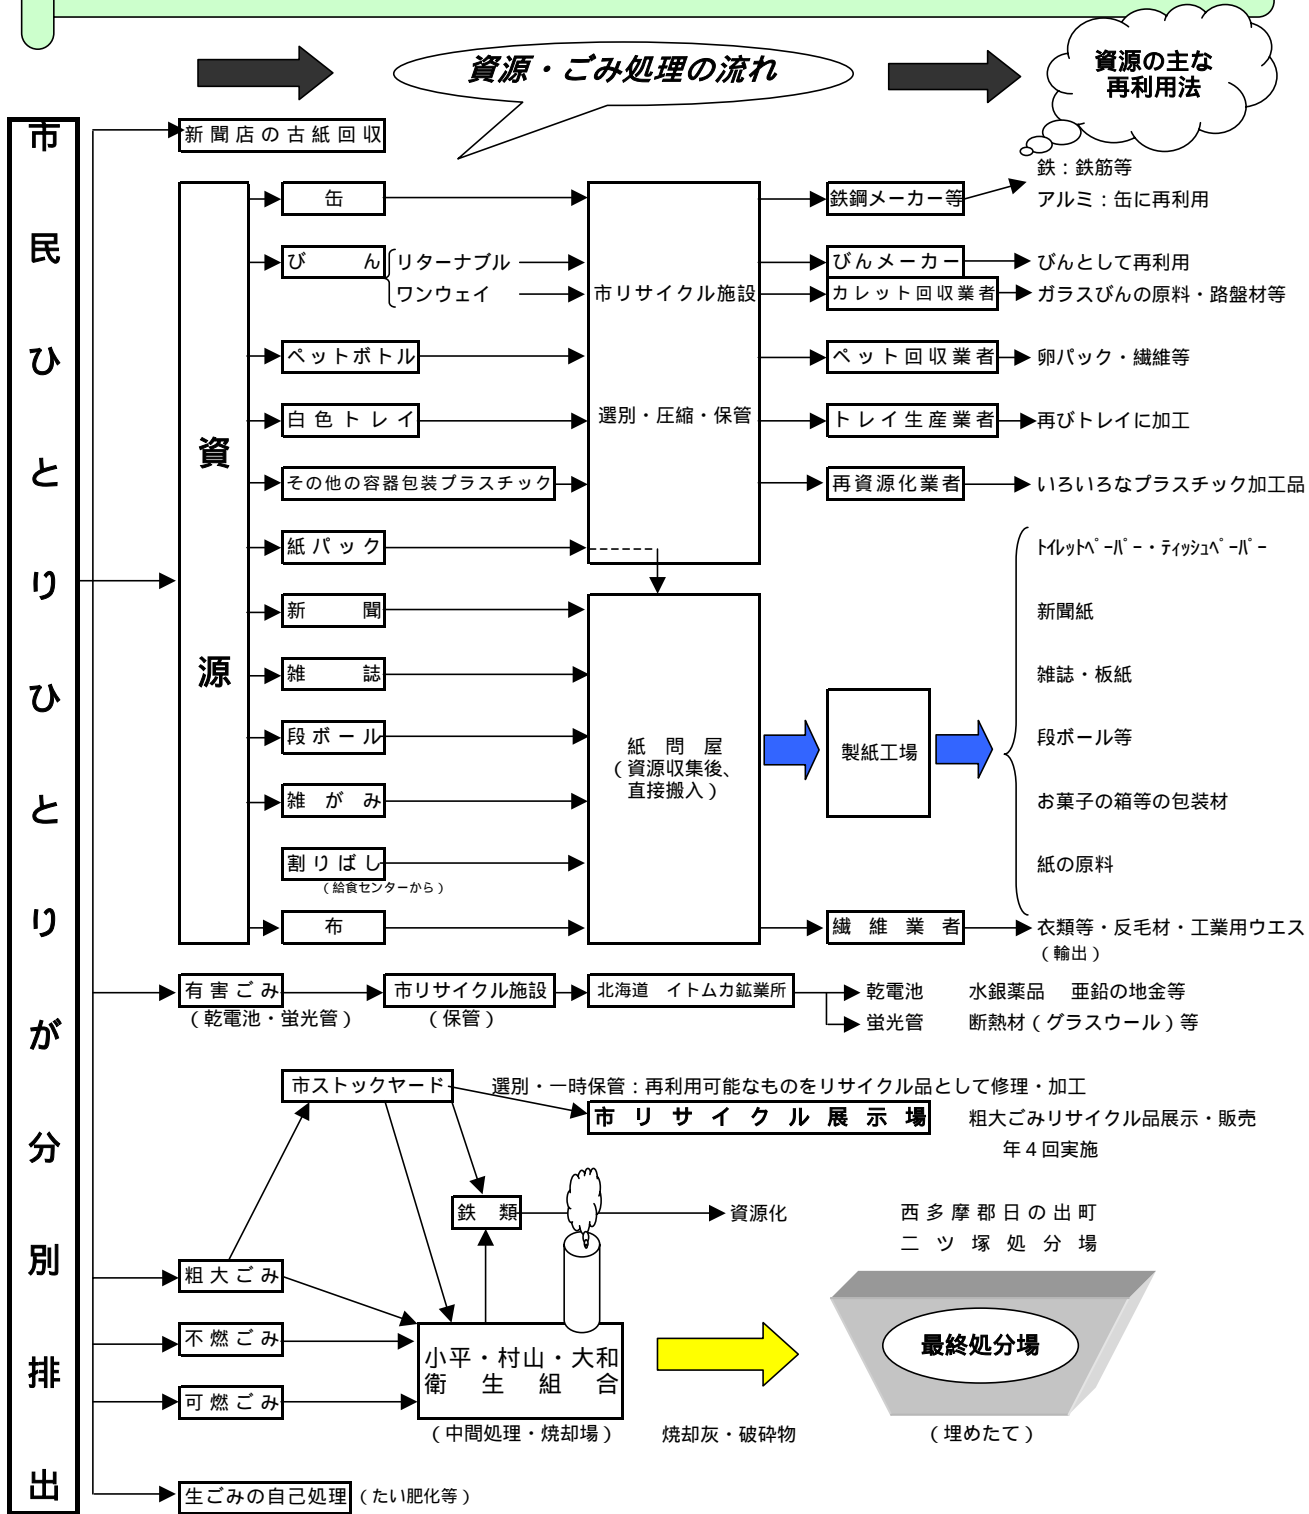 資源・ごみ処理の流れ
資源の主な
再利用法
市民ひとりひとりが分別排出
新聞店の古紙回収
資源
缶
びん
リターナブル
ワンウェイ
ペットボトル
白色トレイ
その他の容器包装プラスチック
紙パック
新聞
雑誌
段ボール
雑がみ
割りばし
(給食センターから)
布
市リサイクル施設
選別・圧縮・保管
紙問屋
(資源収集後、
直接搬入)
鉄鋼メーカー等
鉄:鉄筋等
アルミ:缶に再利用
びんメーカー
びんとして再利用
カレット回収業者
ガラスびんの原料・路盤材等
ペット回収業者
卵パック・繊維等
トレイ生産業者
再びトレイに加工
再資源化業者
いろいろなプラスチック加工品
製紙工場
トイレットペーパー・ティッシュペーパー
新聞紙
雑誌・板紙
段ボール等
お菓子の箱等の包装材
紙の原料
繊維業者
衣類等・反毛材・工業用ウエス
(輸出)
有害ごみ
(乾電池・蛍光管)
市リサイクル施設
(保管)
北海道 イトムカ鉱業所
乾電池 水銀薬品 亜鉛の地金等
蛍光管 断熱材(グラスウール)等
市ストックヤード
選別・一時保管:再利用可能なものをリサイクル品として修理・加工
市リサイクル展示場
粗大ごみリサイクル品展示・販売
年4回実施
鉄類
資源化
西多摩郡日の出町
二ツ塚処分場
粗大ごみ
不燃ごみ
可燃ごみ
小平・村山・大和
衛生組合
(中間処理・焼却場)
焼却灰・破砕物
最終処分場
(埋めたて)
生ごみの自己処理
(たい肥化等)